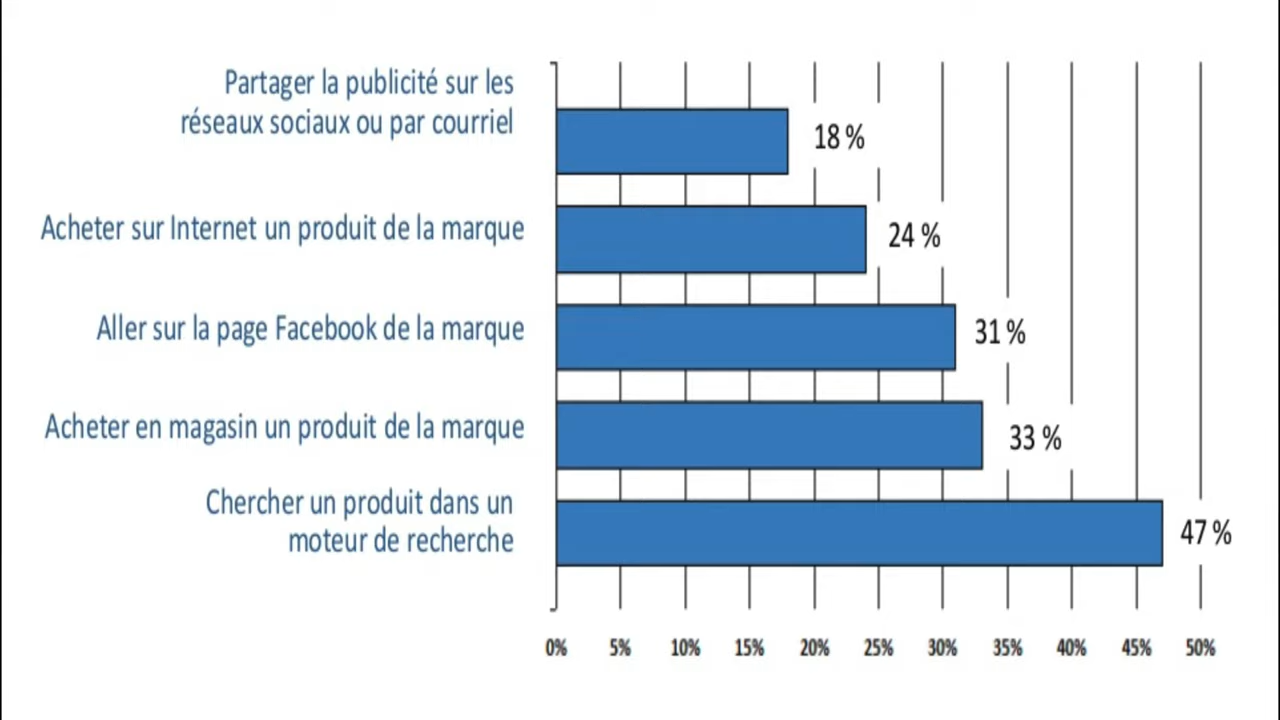 Partager la publicité sur les
réseaux sociaux ou par courriel
18 %
Acheter sur Internet un produit de la marque
24 %
Aller sur la page Facebook de la marque
31 %
Acheter en magasin un produit de la marque
33 %
Chercher un produit dans un
moteur de recherche
47 %
0% 5% 10% 15% 20% 25% 30% 35% 40% 45% 50%